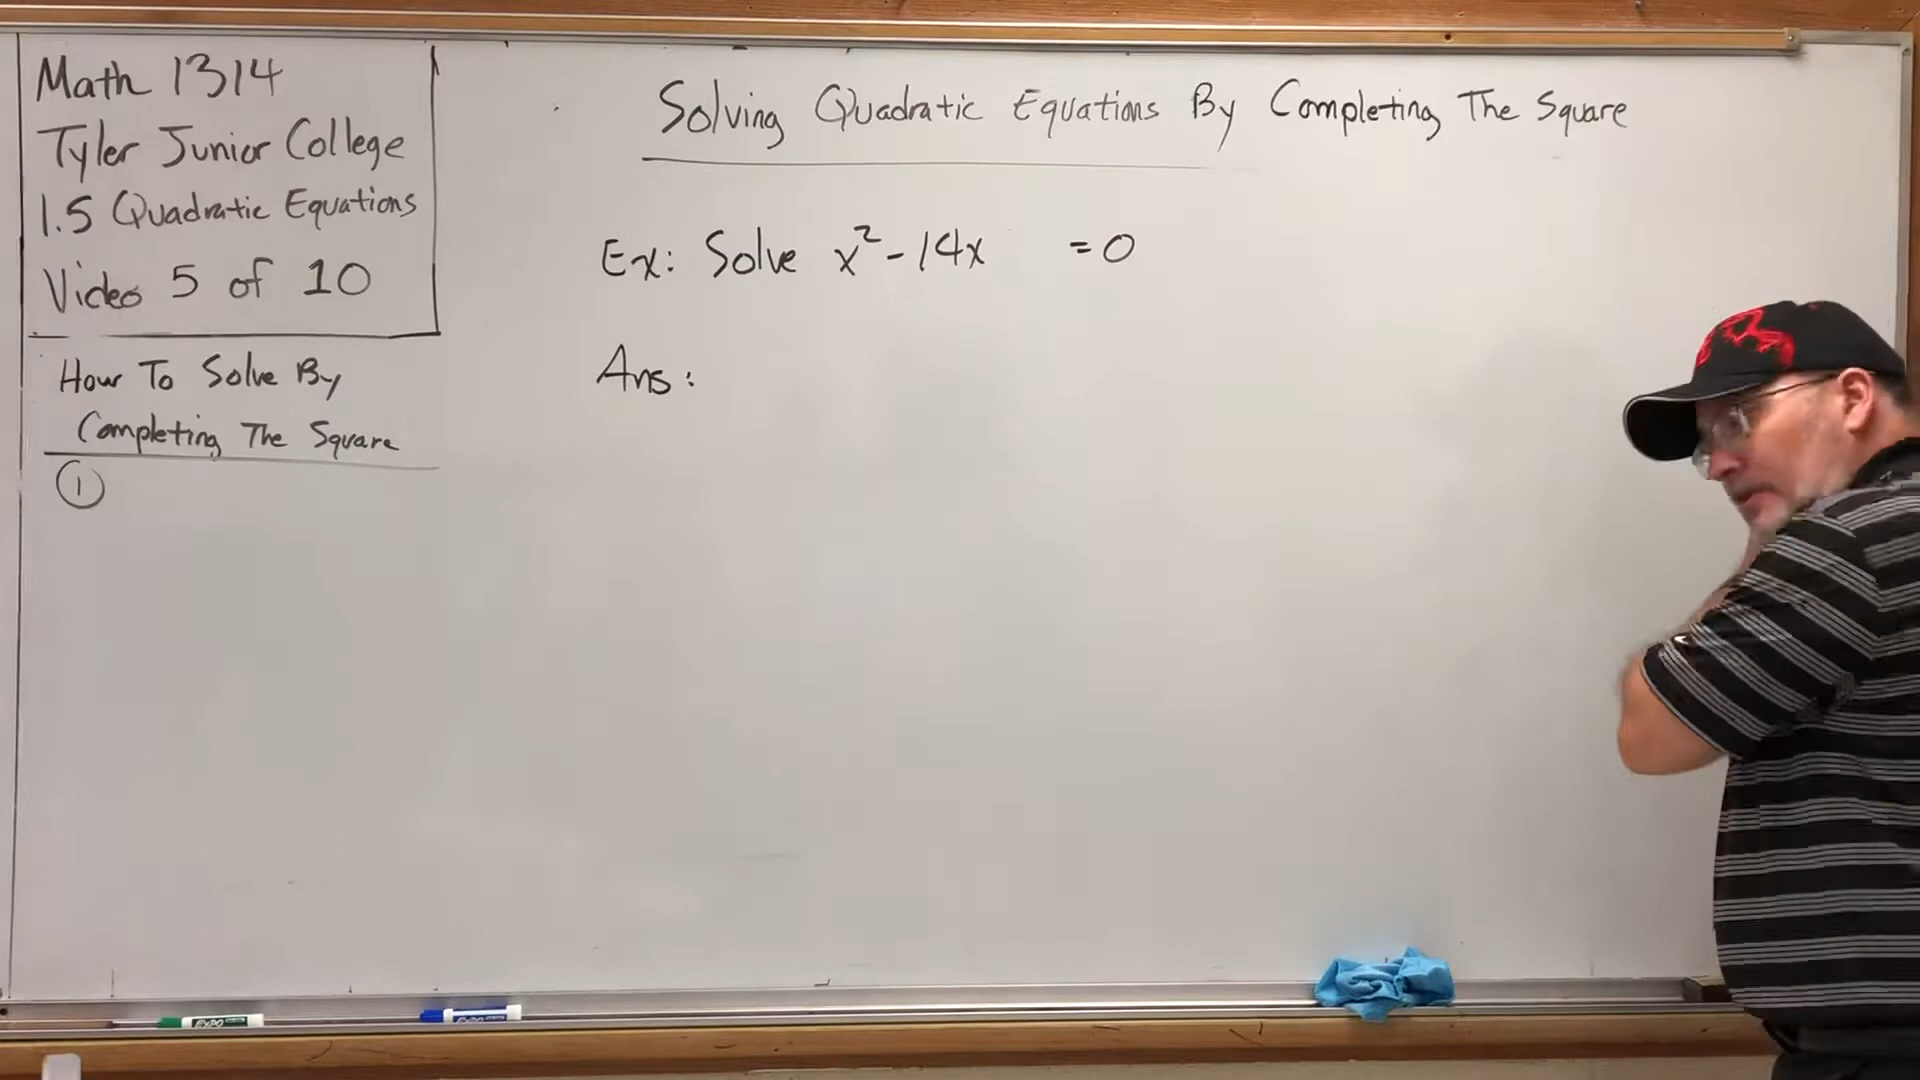 Math 1314
Tyler Junior College
1.5 Quadratic Equations
Video 5 of 10
How To Solve By
Completing The Square
①
Solving Quadratic Equations By Completing The Square
Ex: Solve x² - 14x = 0
Ans:
EXPO